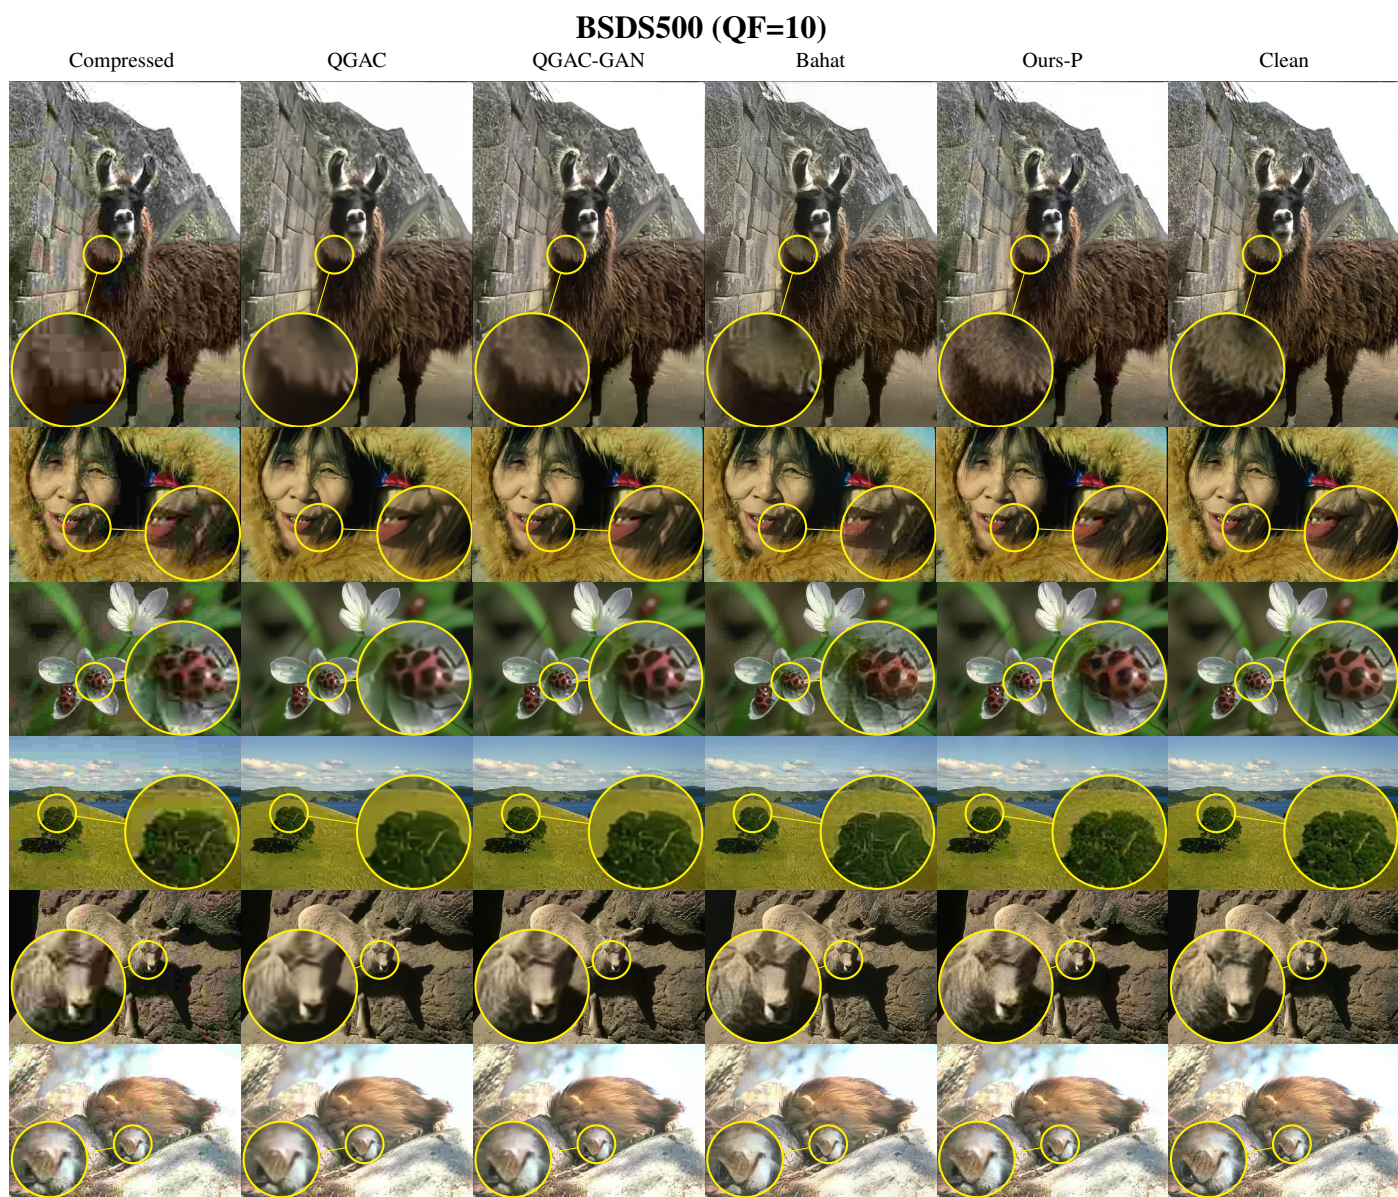 BSDS500 (QF=10)
Compressed QGAC QGAC-GAN Bahat Ours-P Clean